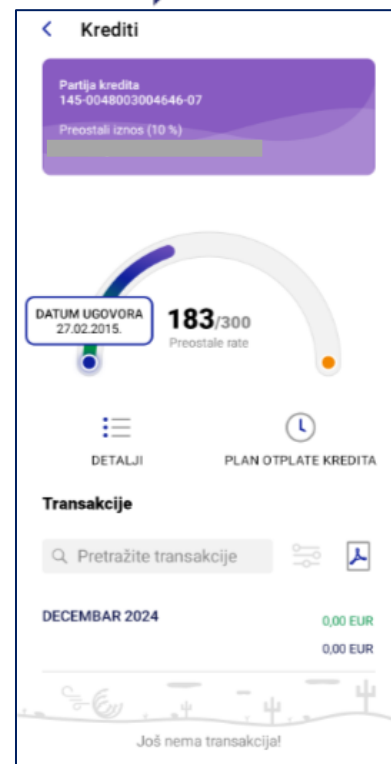 Krediti
Partija kredita
145-0048003004646-07
Preostali iznos (10 %)
DATUM UGOVORA
27.02.2015.
183/300
Preostale rate
DETALJI
PLAN OTPLATE KREDITA
Transakcije
Pretražite transakcije
DECEMBAR 2024
0,00 EUR
0,00 EUR
Još nema transakcija!